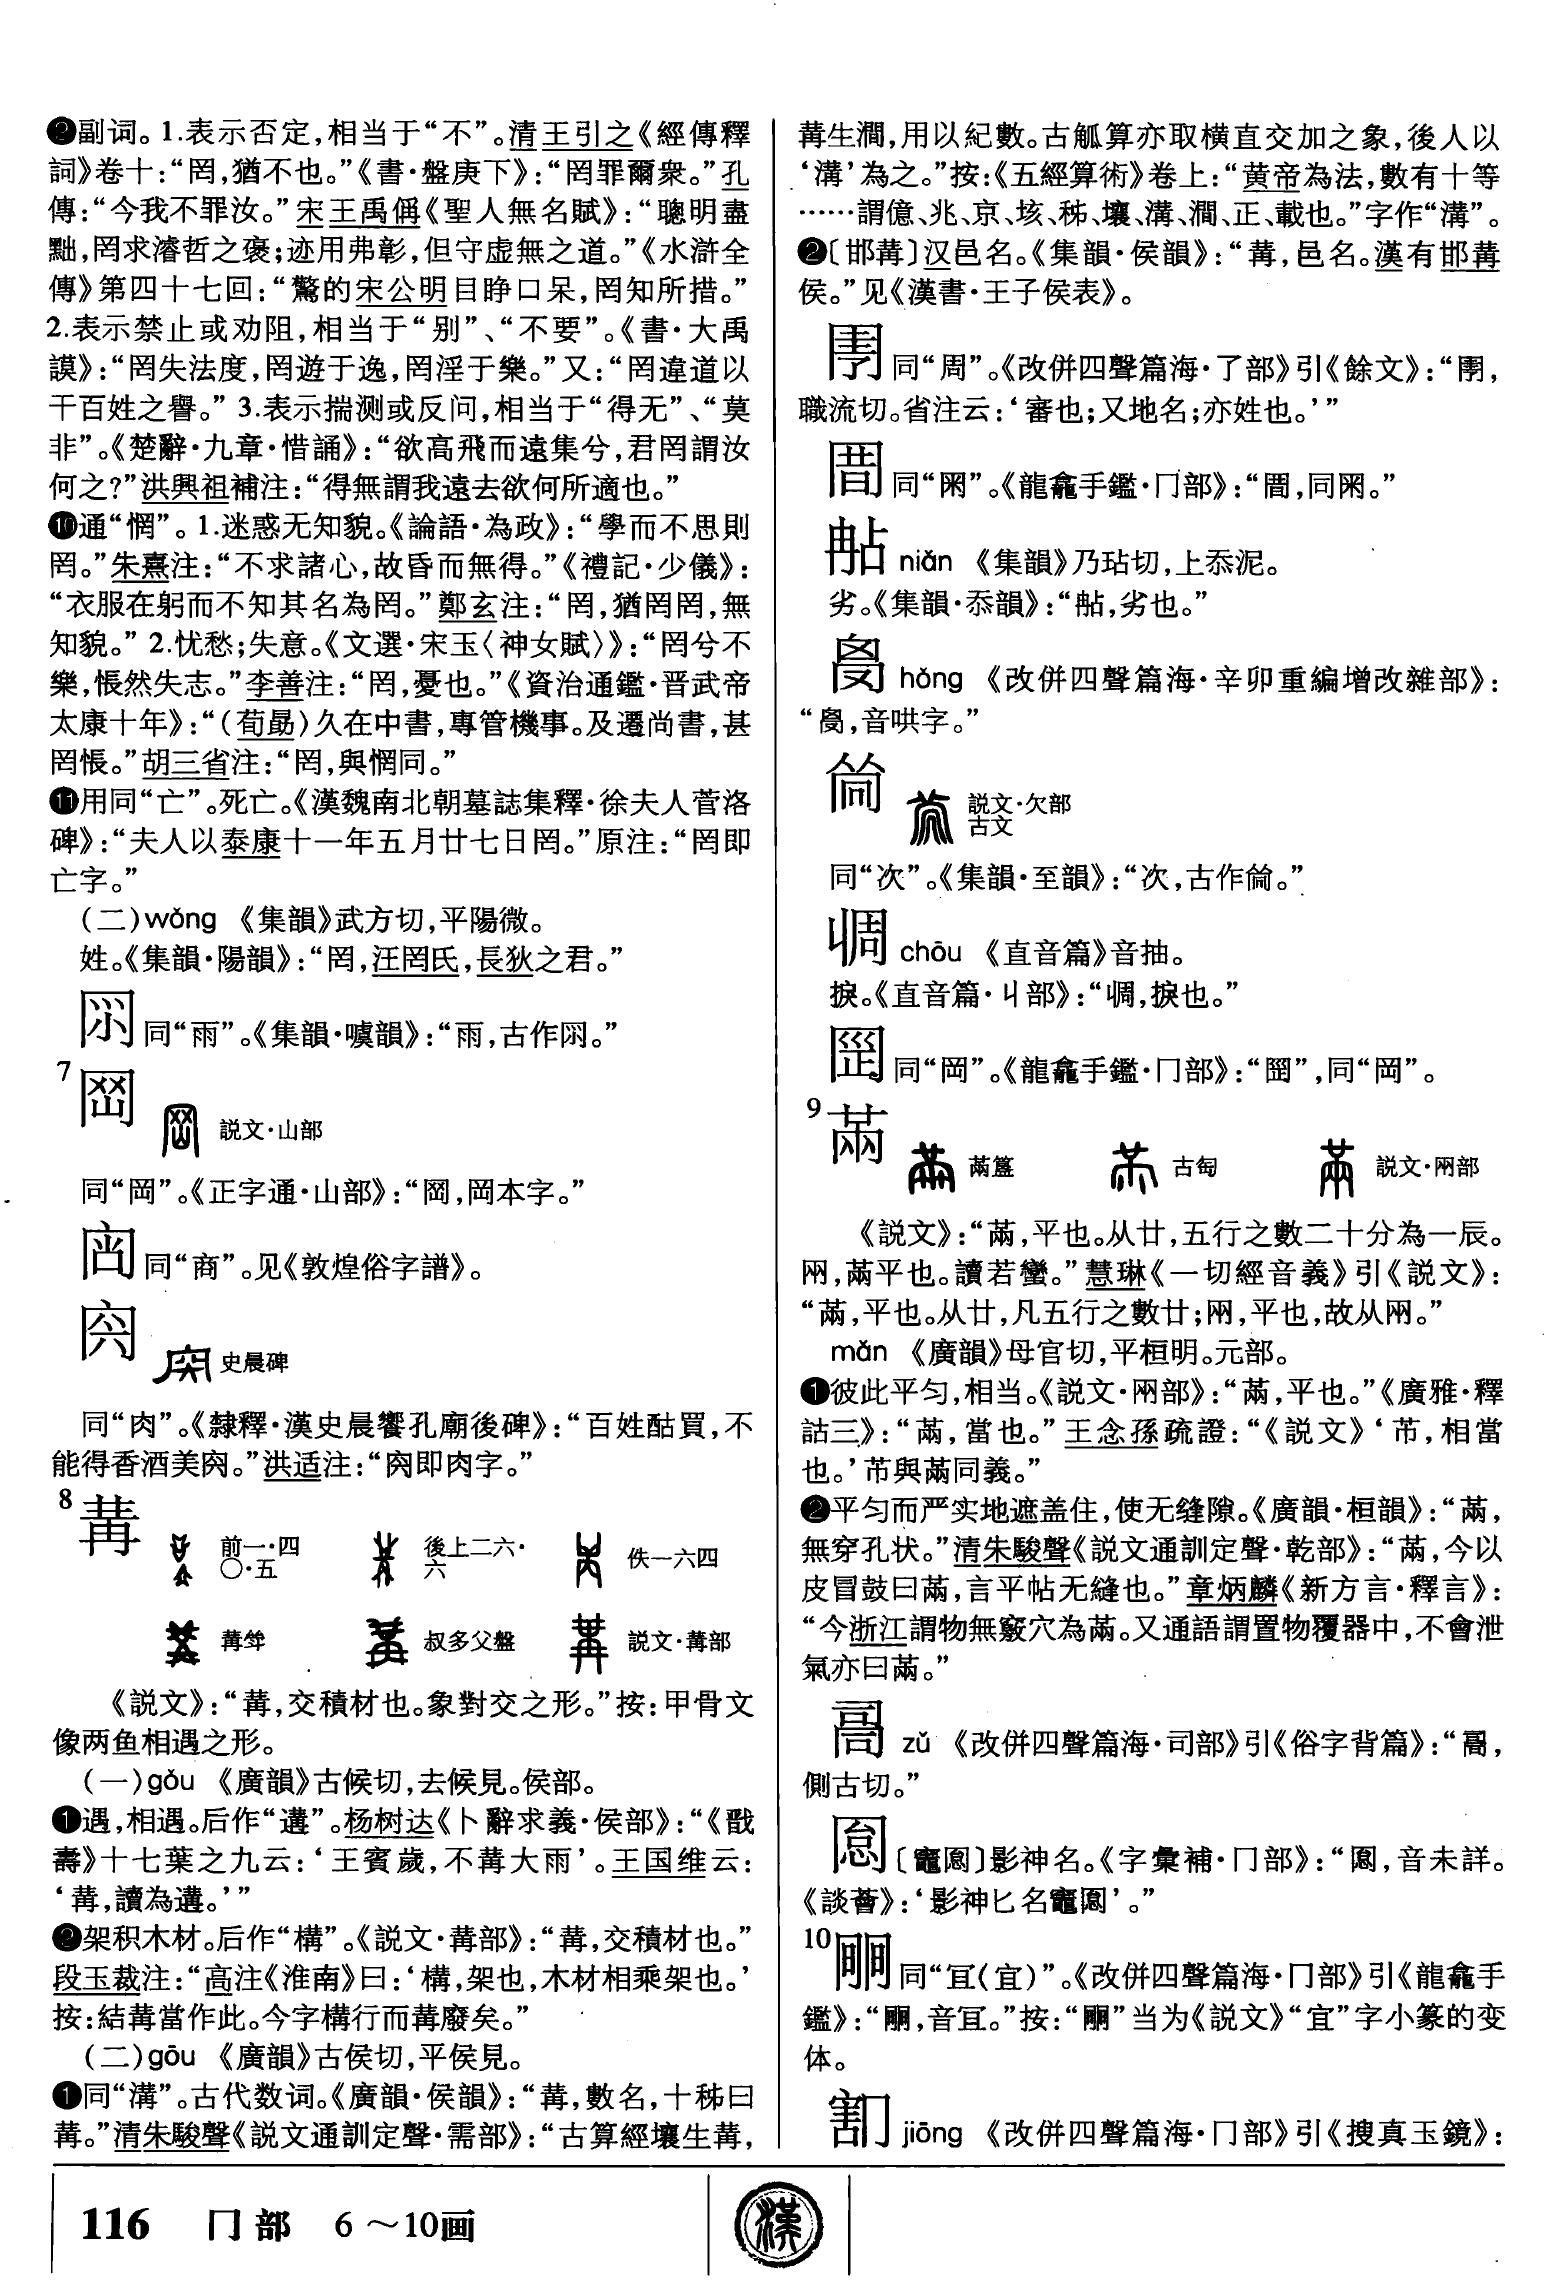 ❷副词。1.表示否定,相当于“不”。清王引之《經傳釋
詞》卷十:“罔,猶不也。”《書·盤庚下》:“罔罪爾衆。”孔
傳:“今我不罪汝。”宋王禹偁《聖人無名賦》:“聰明盡
黜,罔求濬哲之褒;迹用弗彰,但守虚無之道。”《水滸全
傳》第四十七回:“驚的宋公明目睁口呆,罔知所措。”
2.表示禁止或劝阻,相当于“别”、“不要”。《書·大禹
謨》:“罔失法度,罔遊于逸,罔淫于樂。”又:“罔違道以
干百姓之譽。”3.表示揣测或反问,相当于“得无”、“莫
非”。《楚辭·九章·惜誦》:“欲高飛而遠集兮,君罔謂汝
何之?”洪興祖補注:“得無謂我遠去欲何所適也。”
❿通“惘”。1.迷惑无知貌。《論語·為政》:“學而不思則
罔。”朱熹注:“不求諸心,故昏而無得。”《禮記·少儀》:
“衣服在躬而不知其名為罔。”鄭玄注:“罔,猶罔罔,無
知貌。”2.忧愁;失意。《文選·宋玉〈神女賦〉》:“罔兮不
樂,悵然失志。”李善注:“罔,憂也。”《資治通鑑·晋武帝
太康十年》:“(荀勗)久在中書,專管機事。及遷尚書,甚
罔悵。”胡三省注:“罔,與惘同。”
⓫用同“亡”。死亡。《漢魏南北朝墓誌集釋·徐夫人菅洛
碑》:“夫人以泰康十一年五月廿七日罔。”原注:“罔即
亡字。”
(二)wǎng 《集韻》武方切,平陽微。
姓。《集韻·陽韻》:“罔,汪罔氏,長狄之君。”
同“雨”。《集韻·噳韻》:“雨,古作𠕲。”
7
説文·山部
同“岡”。《正字通·山部》:“𦊆,岡本字。”
同“商”。见《敦煌俗字譜》。
史晨碑
同“肉”。《隸釋·漢史晨饗孔廟後碑》:“百姓酤買,不
能得香酒美宍。”洪适注:“宍即肉字。”
8 冓
前一·四〇·五
後上二六·六
佚一六四
冓斝
叔多父盤
説文·冓部
《説文》:“冓,交積材也。象對交之形。”按:甲骨文
像两鱼相遇之形。
(一)gòu 《廣韻》古候切,去候見。侯部。
❶遇,相遇。后作“遘”。杨树达《卜辭求義·侯部》:“《戩
壽》十七葉之九云:‘王賓歲,不冓大雨’。王国维云:
‘冓,讀為遘。’”
❷架积木材。后作“構”。《説文·冓部》:“冓,交積材也。”
段玉裁注:“高注《淮南》曰:‘構,架也,木材相乘架也。’
按:結冓當作此。今字構行而冓廢矣。”
(二)gōu 《廣韻》古侯切,平侯見。
❶同“溝”。古代数词。《廣韻·侯韻》:“冓,數名,十秭曰
冓。”清朱駿聲《説文通訓定聲·需部》:“古算經壤生冓,
冓生澗,用以紀數。古觚算亦取横直交加之象,後人以
‘溝’為之。”按:《五經算術》卷上:“黄帝為法,數有十等
……謂億、兆、京、垓、秭、壤、溝、澗、正、載也。”字作“溝”。
❷〔邯冓〕汉邑名。《集韻·侯韻》:“冓,邑名。漢有邯冓
侯。”见《漢書·王子侯表》。
同“周”。《改併四聲篇海·了部》引《餘文》:“,
職流切。省注云:‘審也;又地名;亦姓也。’”
同“罔”。《龍龕手鑑·冂部》:“,同罔。”
niǎn 《集韻》乃玷切,上忝泥。
劣。《集韻·忝韻》:“,劣也。”
hǒng 《改併四聲篇海·辛卯重編增改雜部》:
“,音哄字。”
説文·欠部 古文
同“次”。《集韻·至韻》:“次,古作。”
chōu 《直音篇》音抽。
捩。《直音篇·丩部》:“,捩也。”
同“岡”。《龍龕手鑑·冂部》:“”,同“岡”。
9 㒼
㒼簋
古匋
説文·㒳部
《説文》:“㒼,平也。从廿,五行之數二十分為一辰。
㒳,㒼平也。讀若蠻。”慧琳《一切經音義》引《説文》:
“㒼,平也。从廿,凡五行之數廿;㒳,平也,故从㒳。”
mán 《廣韻》母官切,平桓明。元部。
❶彼此平匀,相当。《説文·㒳部》:“㒼,平也。”《廣雅·釋
詁三》:“㒼,當也。”王念孫疏證:“《説文》‘芇,相當
也。’芇與㒼同義。”
❷平匀而严实地遮盖住,使无缝隙。《廣韻·桓韻》:“㒼,
無穿孔状。”清朱駿聲《説文通訓定聲·乾部》:“㒼,今以
皮冒鼓曰㒼,言平帖无縫也。”章炳麟《新方言·釋言》:
“今浙江謂物無竅穴為㒼。又通語謂置物覆器中,不會泄
氣亦曰㒼。”
zǔ 《改併四聲篇海·司部》引《俗字背篇》:“,
側古切。”
〔〕影神名。《字彙補·冂部》:“,音未詳。
《談薈》:‘影神匕名’。”
10
同“冝(宜)”。《改併四聲篇海·冂部》引《龍龕手
鑑》:“,音冝。”按:“”当为《説文》“宜”字小篆的变
体。
jiōng 《改併四聲篇海·冂部》引《搜真玉鏡》:
116 冂部 6～10画
漢